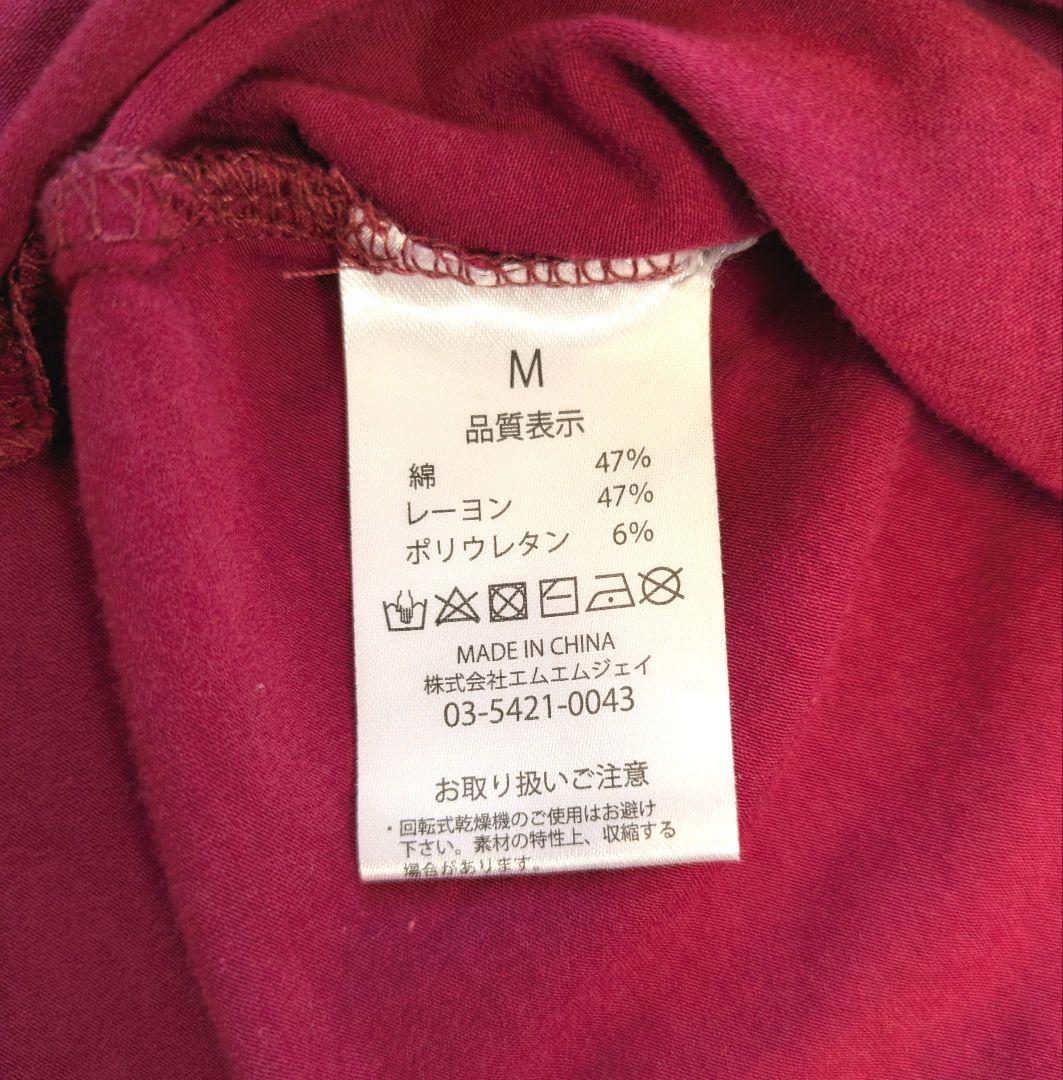 M
品質表示
綿 47%
レーヨン 47%
ポリウレタン 6%
MADE IN CHINA
株式会社エムエムジェイ
03-5421-0043
お取り扱いご注意
・回転式乾燥機のご使用はお避け
下さい。素材の特性上、収縮する
場合があります。